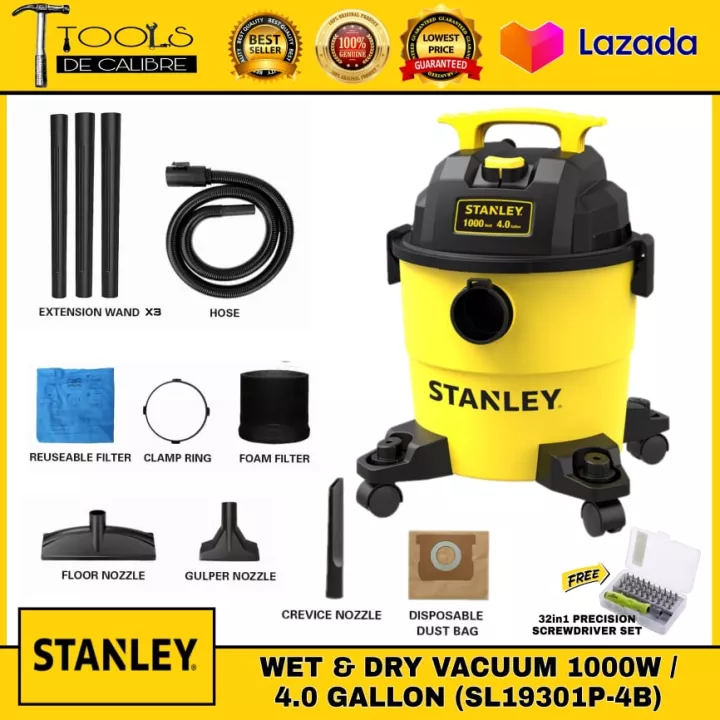 TOOLS
DE CALIBRE
BEST
SELLER
100%
GENUINE
LOWEST
PRICE
GUARANTEED
Lazada
STANLEY
1000 Watt 4.0 Gallon
EXTENSION WAND X3
HOSE
STANLEY
REUSEABLE FILTER
CLAMP RING
FOAM FILTER
FLOOR NOZZLE
GULPER NOZZLE
CREVICE NOZZLE
DISPOSABLE
DUST BAG
FREE
32in1 PRECISION
SCREWDRIVER SET
STANLEY®
WET & DRY VACUUM 1000W /
4.0 GALLON (SL19301P-4B)